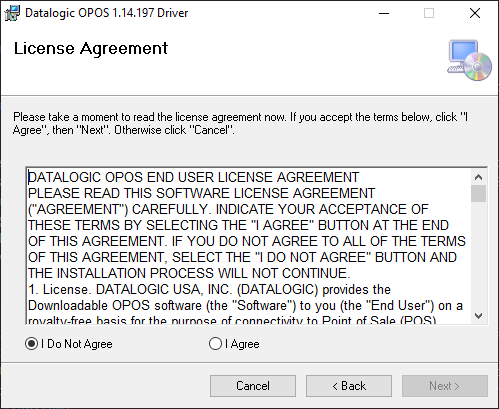 Datalogic OPOS 1.14.197 Driver
License Agreement
Please take a moment to read the license agreement now. If you accept the terms below, click "I
Agree", then "Next". Otherwise click "Cancel".
DATALOGIC OPOS END USER LICENSE AGREEMENT
PLEASE READ THIS SOFTWARE LICENSE AGREEMENT
("AGREEMENT") CAREFULLY. INDICATE YOUR ACCEPTANCE OF
THESE TERMS BY SELECTING THE "I AGREE" BUTTON AT THE END
OF THIS AGREEMENT. IF YOU DO NOT AGREE TO ALL OF THE TERMS
OF THIS AGREEMENT, SELECT THE "I DO NOT AGREE" BUTTON AND
THE INSTALLATION PROCESS WILL NOT CONTINUE.
1. License. DATALOGIC USA, INC. (DATALOGIC) provides the
Downloadable OPOS software (the "Software") to you (the "End User") on a
royalty-free basis for the purpose of connectivity to Point of Sale (POS)
I Do Not Agree
I Agree
Cancel
< Back
Next >